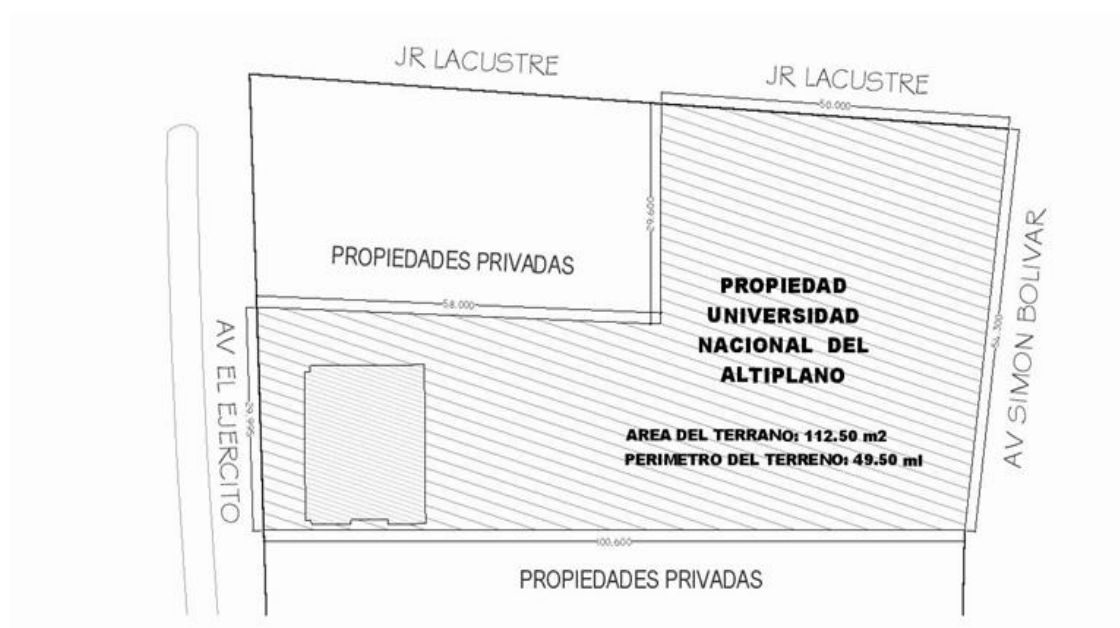 JR LACUSTRE
JR LACUSTRE
50.000
29.600
PROPIEDADES PRIVADAS
58.000
AV EL EJERCITO
PROPIEDAD
UNIVERSIDAD
NACIONAL DEL
ALTIPLANO
AV SIMON BOLIVAR
AREA DEL TERRANO: 112.50 m2
PERIMETRO DEL TERRENO: 49.50 ml
100,600
PROPIEDADES PRIVADAS